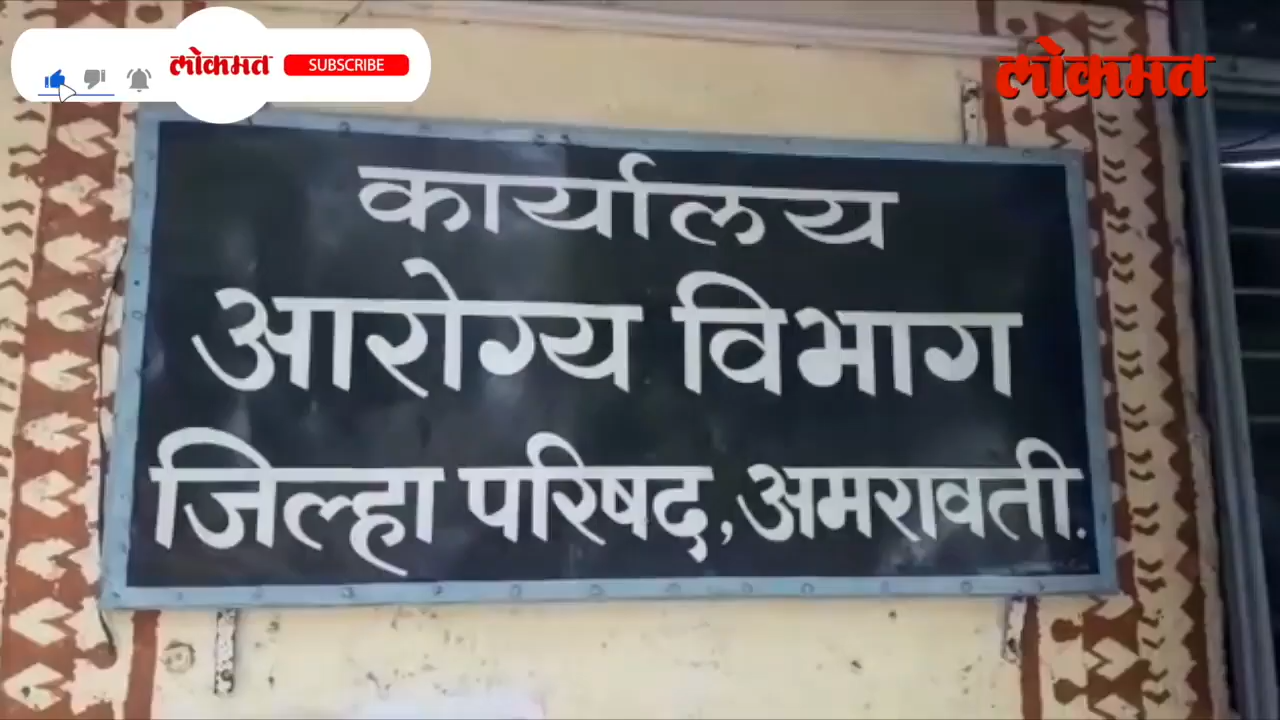 लोकमत SUBSCRIBE
लोकमत
कार्यालय
आरोग्य विभाग
जिल्हा परिषद, अमरावती.